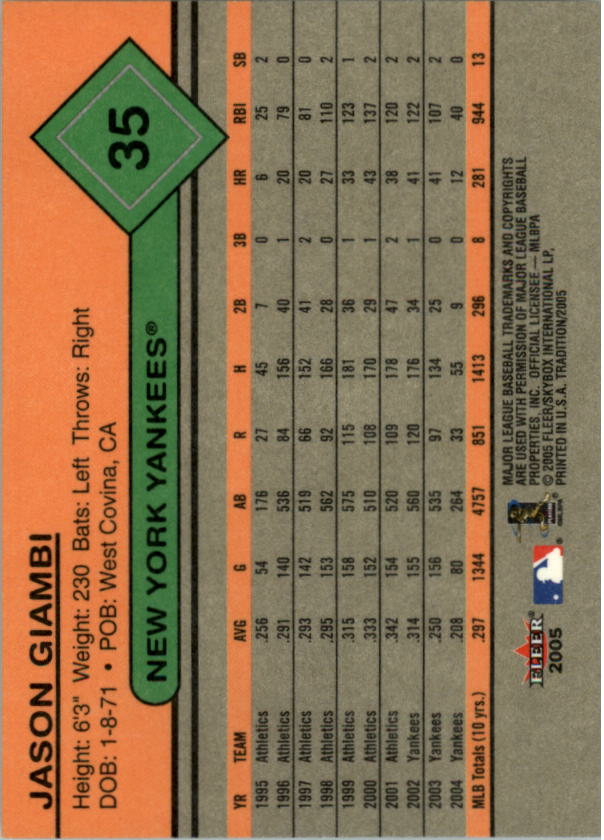 JASON GIAMBI
Height: 6'3" Weight: 230 Bats: Left Throws: Right
DOB: 1-8-71 • POB: West Covina, CA
35
NEW YORK YANKEES®
YR TEAM AVG G AB R H 2B 3B HR RBI SB
1995 Athletics .256 54 176 27 45 7 0 6 25 2
1996 Athletics .291 140 536 84 156 40 1 20 79 0
1997 Athletics .293 142 519 66 152 41 2 20 81 0
1998 Athletics .295 153 562 92 166 28 0 27 110 2
1999 Athletics .315 158 575 115 181 36 1 33 123 1
2000 Athletics .333 152 510 108 170 29 1 43 137 2
2001 Athletics .342 154 520 109 178 47 2 38 120 2
2002 Yankees .314 155 560 120 176 34 1 41 122 2
2003 Yankees .250 156 535 97 134 25 0 41 107 2
2004 Yankees .208 80 264 33 55 9 0 12 40 0
MLB Totals (10 yrs.) .297 1344 4757 851 1413 296 8 281 944 13
FLEER®
2005
MAJOR LEAGUE BASEBALL TRADEMARKS AND COPYRIGHTS
ARE USED WITH PERMISSION OF MAJOR LEAGUE BASEBALL
PROPERTIES, INC. OFFICIAL LICENSEE — MLBPA
© 2005 FLEER/SKYBOX INTERNATIONAL LP,
PRINTED IN U.S.A. TRADITION/2005